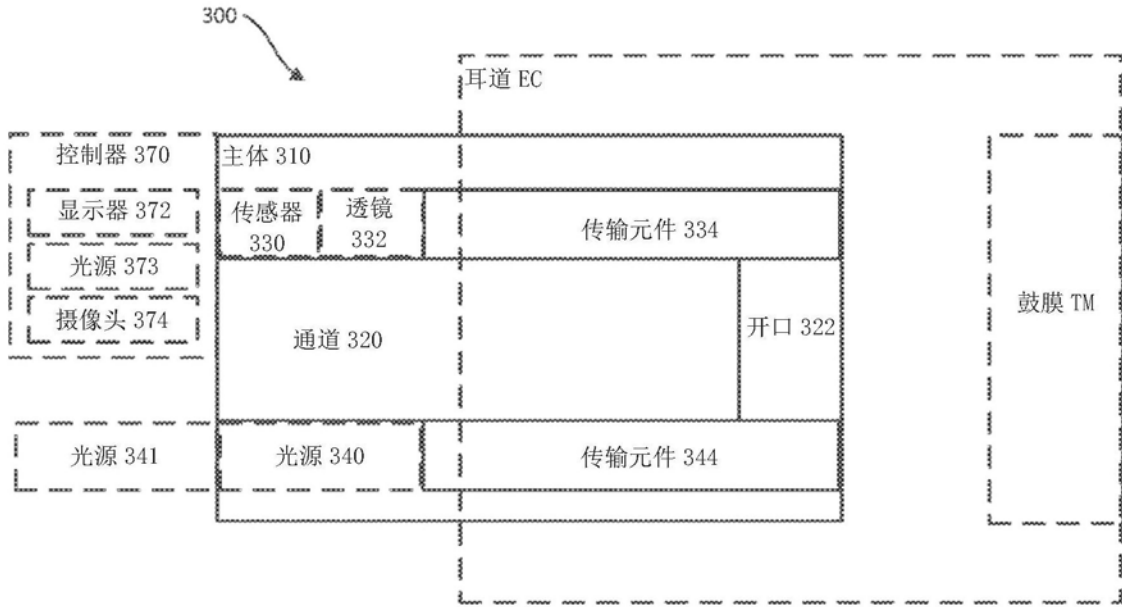 300
耳道 EC
控制器 370
主体 310
显示器 372
传感器
330
透镜
332
传输元件 334
光源 373
摄像头 374
通道 320
开口 322
鼓膜 TM
光源 341
光源 340
传输元件 344